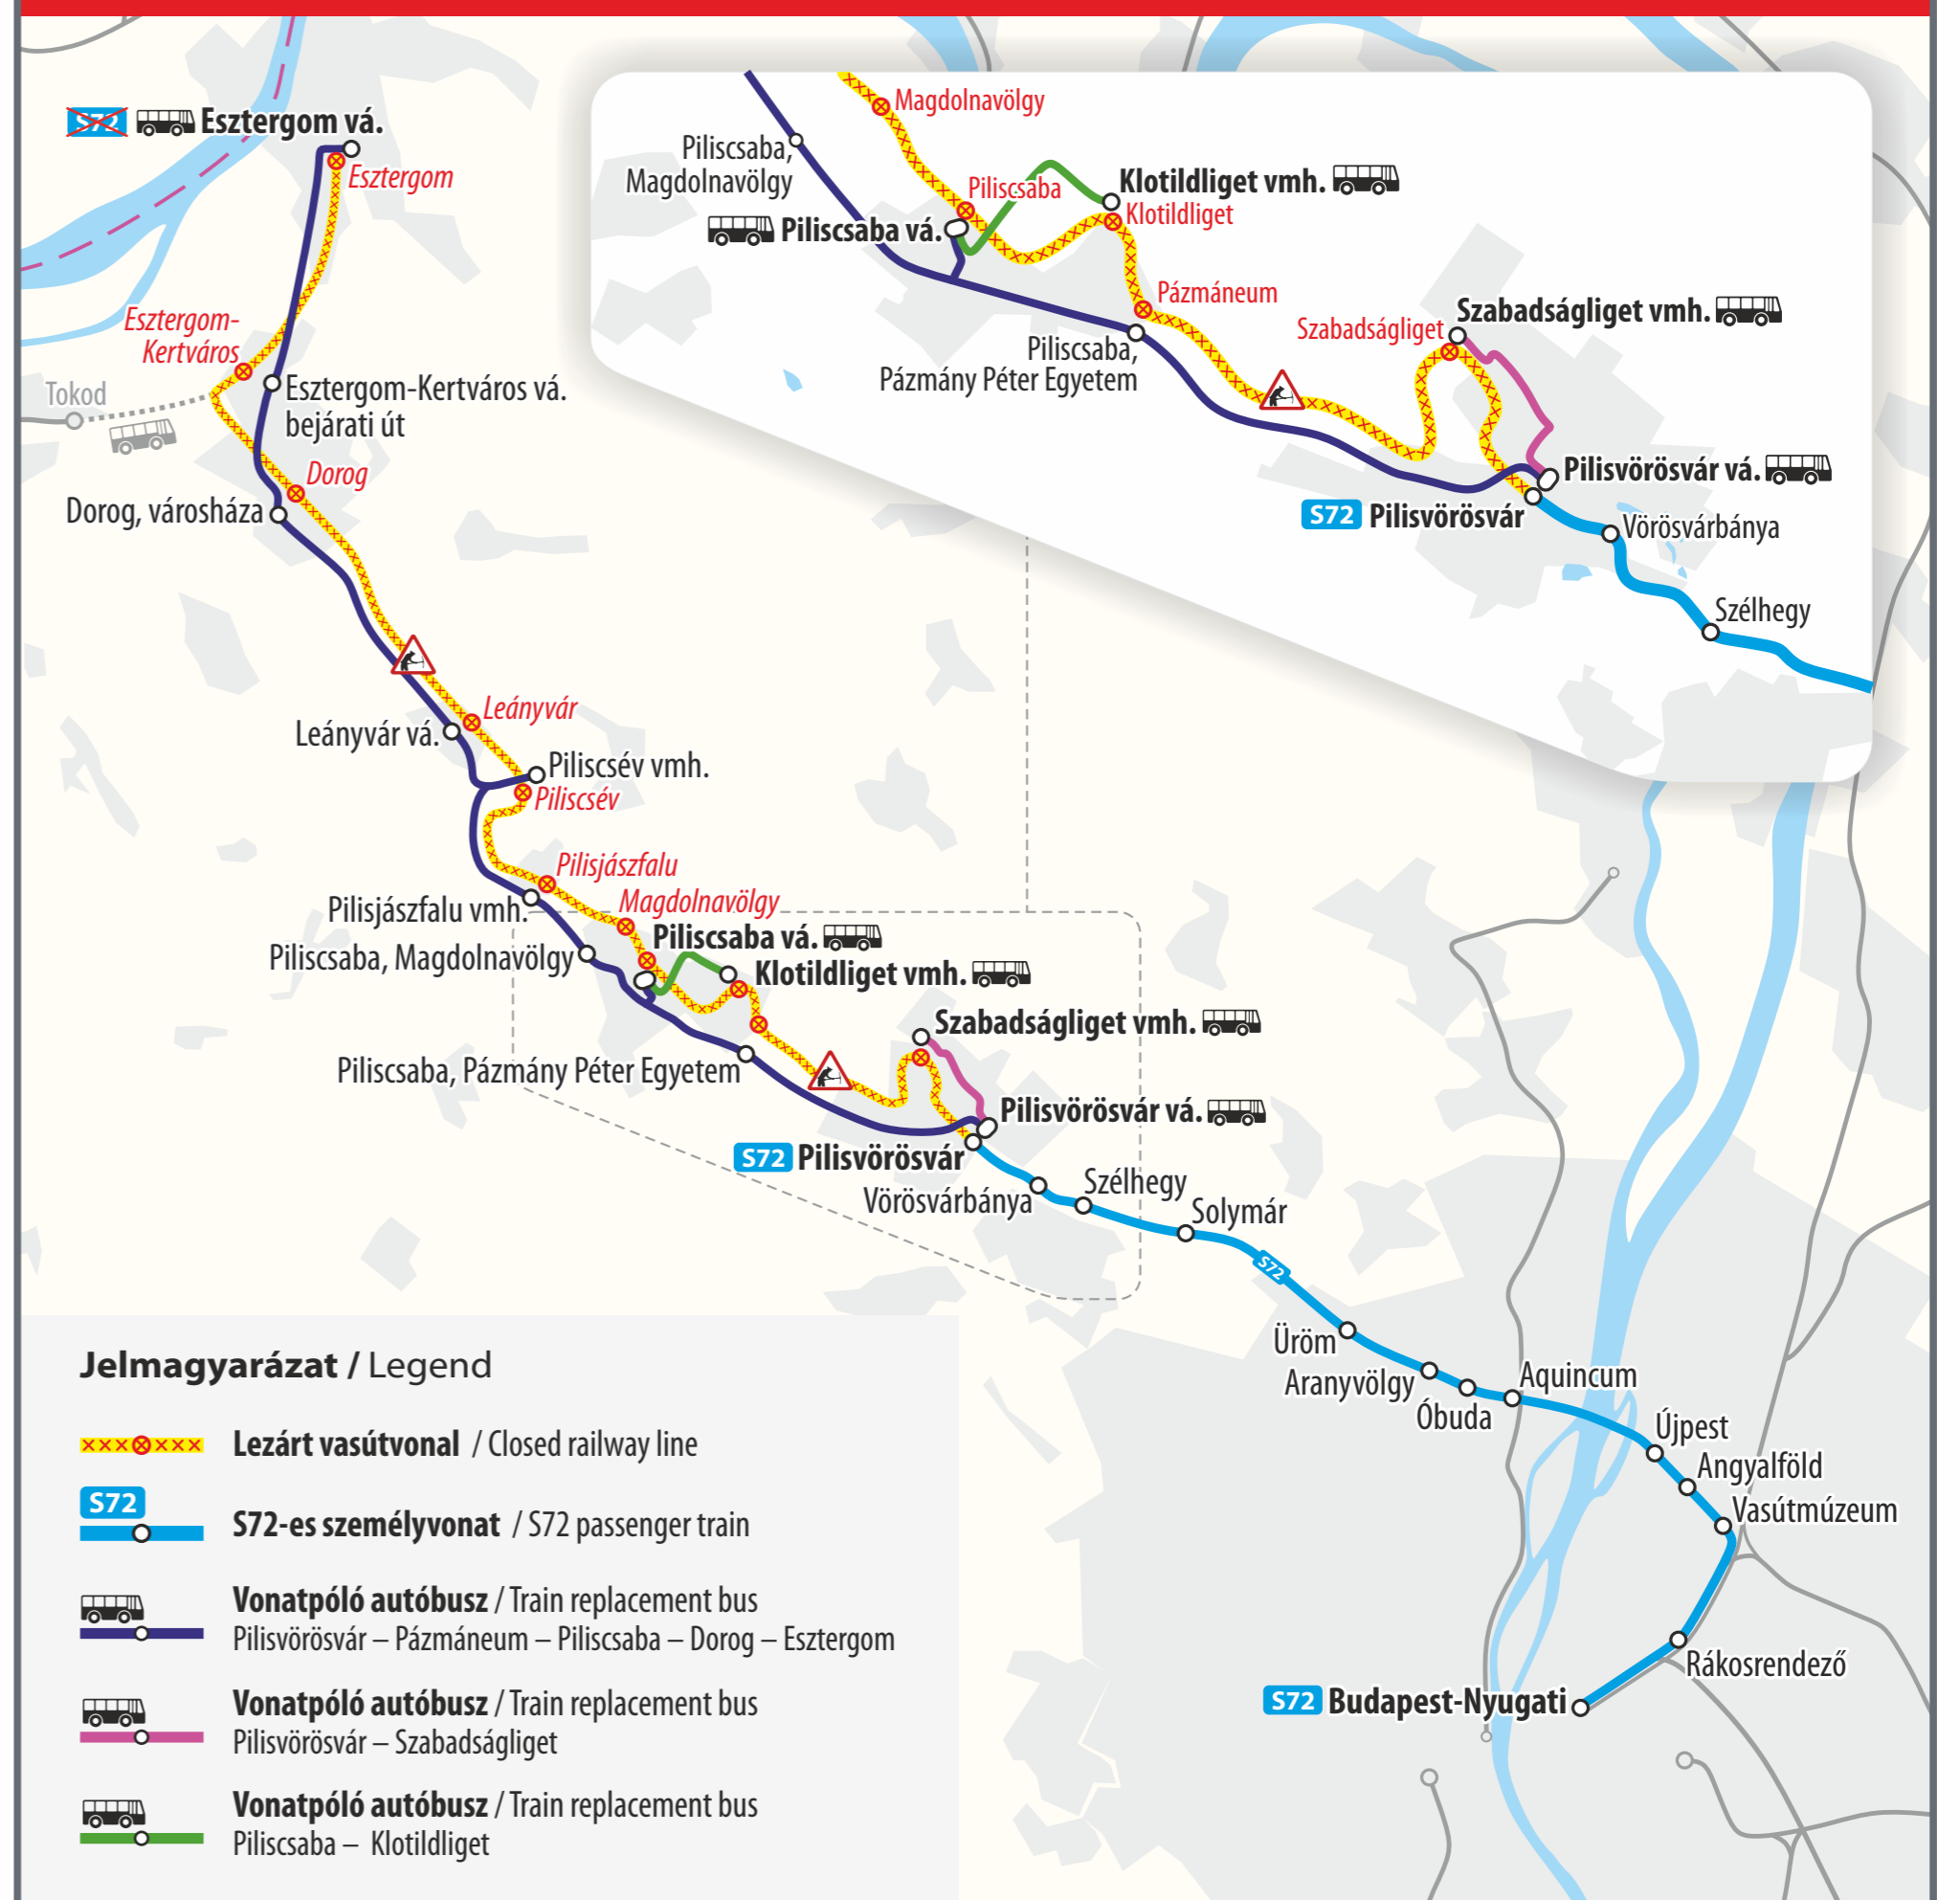 S72 Esztergom vá.
Esztergom
Esztergom-
Kertváros
Tokod
Esztergom-Kertváros vá.
bejárati út
Dorog
Dorog, városháza
Leányvár
Leányvár vá.
Piliscsév vmh.
Piliscsév
Pilisjászfalu
Pilisjászfalu vmh.
Magdolnavölgy
Piliscsaba vá.
Piliscsaba, Magdolnavölgy
Klotildliget vmh.
Szabadságliget vmh.
Piliscsaba, Pázmány Péter Egyetem
Pilisvörösvár vá.
S72 Pilisvörösvár
Vörösvárbánya
Szélhegy
Solymár
S72
Üröm
Aranyvölgy
Óbuda
Aquincum
Újpest
Angyalföld
Vasútmúzeum
Rákosrendező
S72 Budapest-Nyugati
Magdolnavölgy
Piliscsaba,
Magdolnavölgy
Piliscsaba
Piliscsaba vá.
Klotildliget vmh.
Klotildliget
Pázmáneum
Piliscsaba,
Pázmány Péter Egyetem
Szabadságliget vmh.
Szabadságliget
Pilisvörösvár vá.
S72 Pilisvörösvár
Vörösvárbánya
Szélhegy
Jelmagyarázat / Legend
Lezárt vasútvonal / Closed railway line
S72
S72-es személyvonat / S72 passenger train
Vonatpóló autóbusz / Train replacement bus
Pilisvörösvár – Pázmáneum – Piliscsaba – Dorog – Esztergom
Vonatpóló autóbusz / Train replacement bus
Pilisvörösvár – Szabadságliget
Vonatpóló autóbusz / Train replacement bus
Piliscsaba – Klotildliget